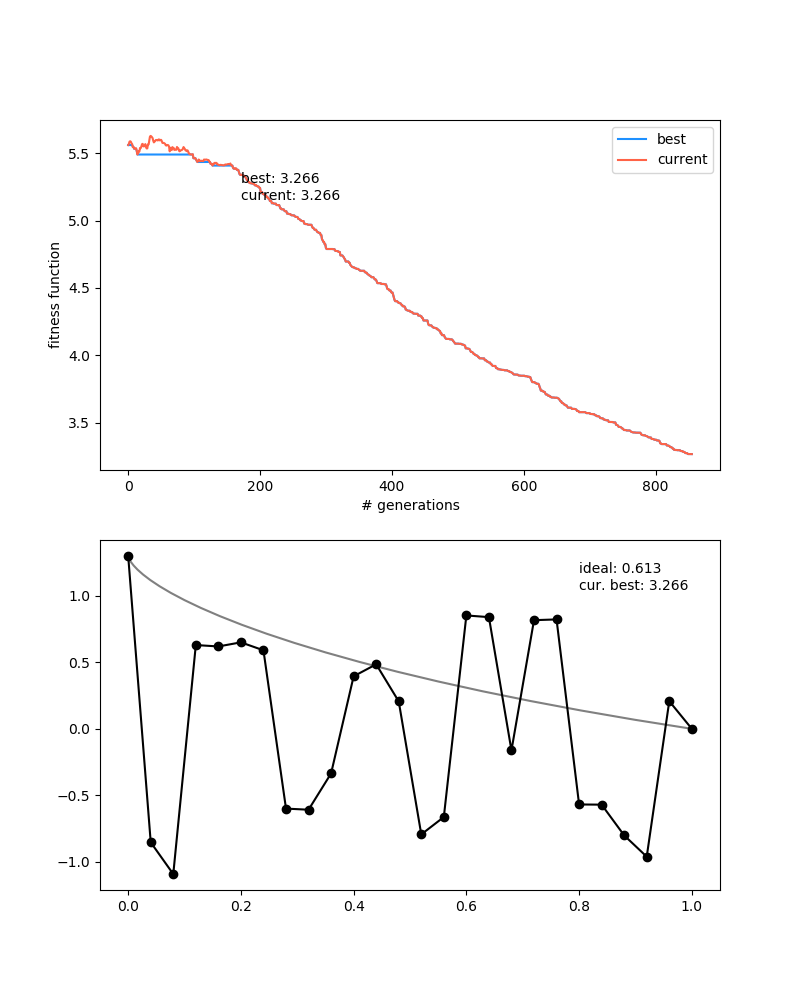 best
current
best: 3.266
current: 3.266
fitness function
5.5
5.0
4.5
4.0
3.5
0 200 400 600 800
# generations
ideal: 0.613
cur. best: 3.266
1.0
0.5
0.0
−0.5
−1.0
0.0 0.2 0.4 0.6 0.8 1.0